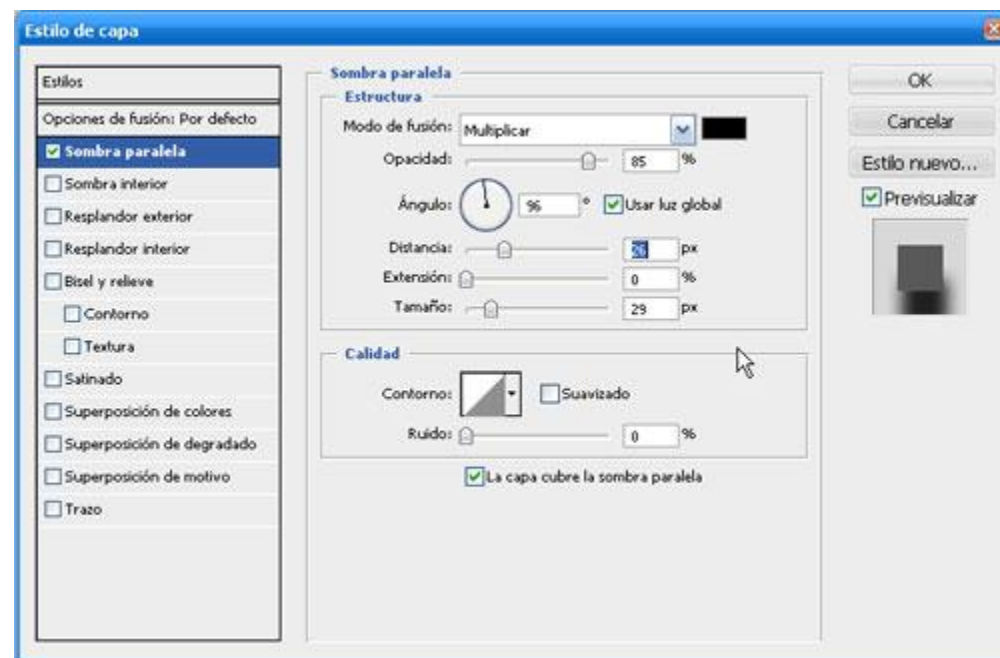 Estilo de capa
Estilos
Opciones de fusión: Por defecto
Sombra paralela
Sombra interior
Resplandor exterior
Resplandor interior
Bisel y relieve
Contorno
Textura
Satinado
Superposición de colores
Superposición de degradado
Superposición de motivo
Trazo
Sombra paralela
Estructura
Modo de fusión: Multiplicar
Opacidad: 85 %
Ángulo: 96 ° Usar luz global
Distancia: 26 px
Extensión: 0 %
Tamaño: 29 px
Calidad
Contorno: Suavizado
Ruido: 0 %
La capa cubre la sombra paralela
OK
Cancelar
Estilo nuevo...
Previsualizar